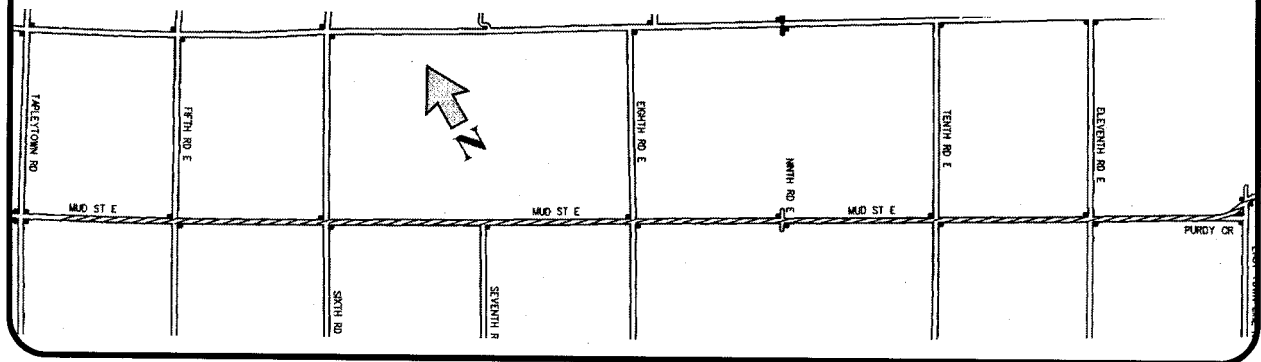 TAPLEYTOWN RD
FIFTH RD E
N
EIGHTH RD E
NINTH RD E
TENTH RD E
ELEVENTH RD E
MUD ST E
MUD ST E
MUD ST E
PURDY CR
SIXTH RD
SEVENTH R